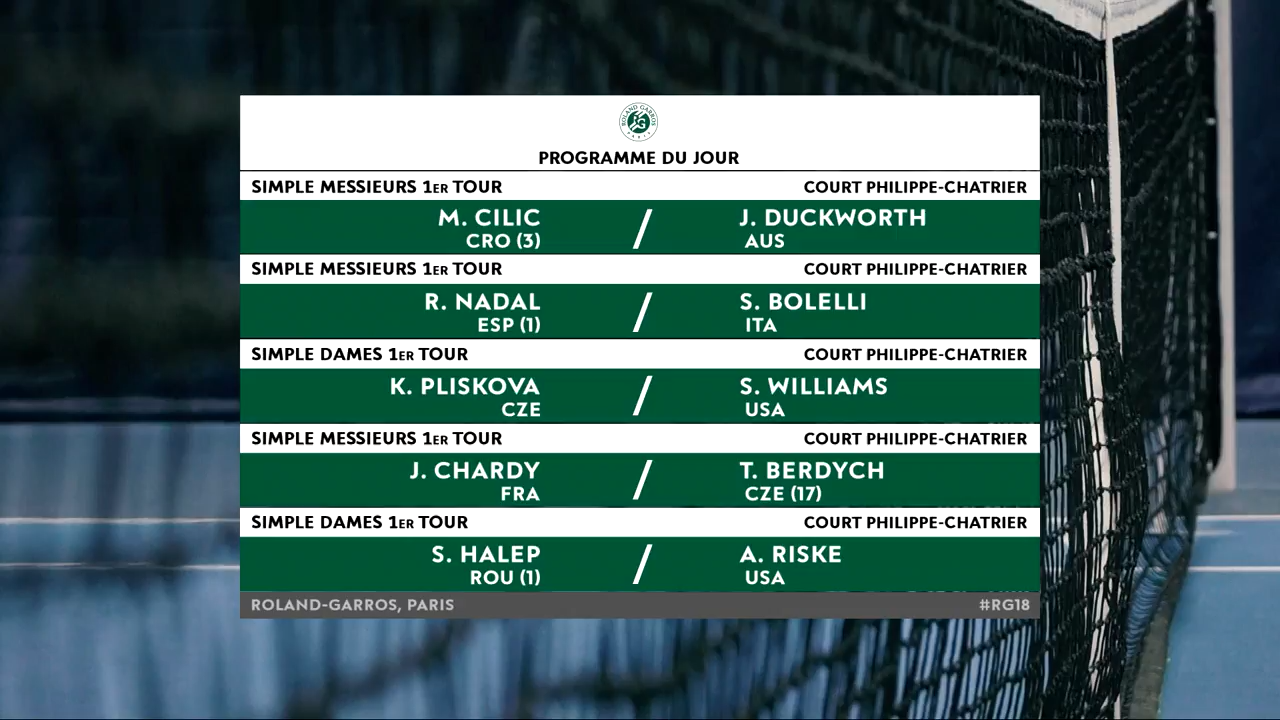 ROLAND GARROS
PARIS
PROGRAMME DU JOUR
SIMPLE MESSIEURS 1ER TOUR COURT PHILIPPE-CHATRIER
M. CILIC / J. DUCKWORTH
CRO (3) AUS
SIMPLE MESSIEURS 1ER TOUR COURT PHILIPPE-CHATRIER
R. NADAL / S. BOLELLI
ESP (1) ITA
SIMPLE DAMES 1ER TOUR COURT PHILIPPE-CHATRIER
K. PLISKOVA / S. WILLIAMS
CZE USA
SIMPLE MESSIEURS 1ER TOUR COURT PHILIPPE-CHATRIER
J. CHARDY / T. BERDYCH
FRA CZE (17)
SIMPLE DAMES 1ER TOUR COURT PHILIPPE-CHATRIER
S. HALEP / A. RISKE
ROU (1) USA
ROLAND-GARROS, PARIS #RG18